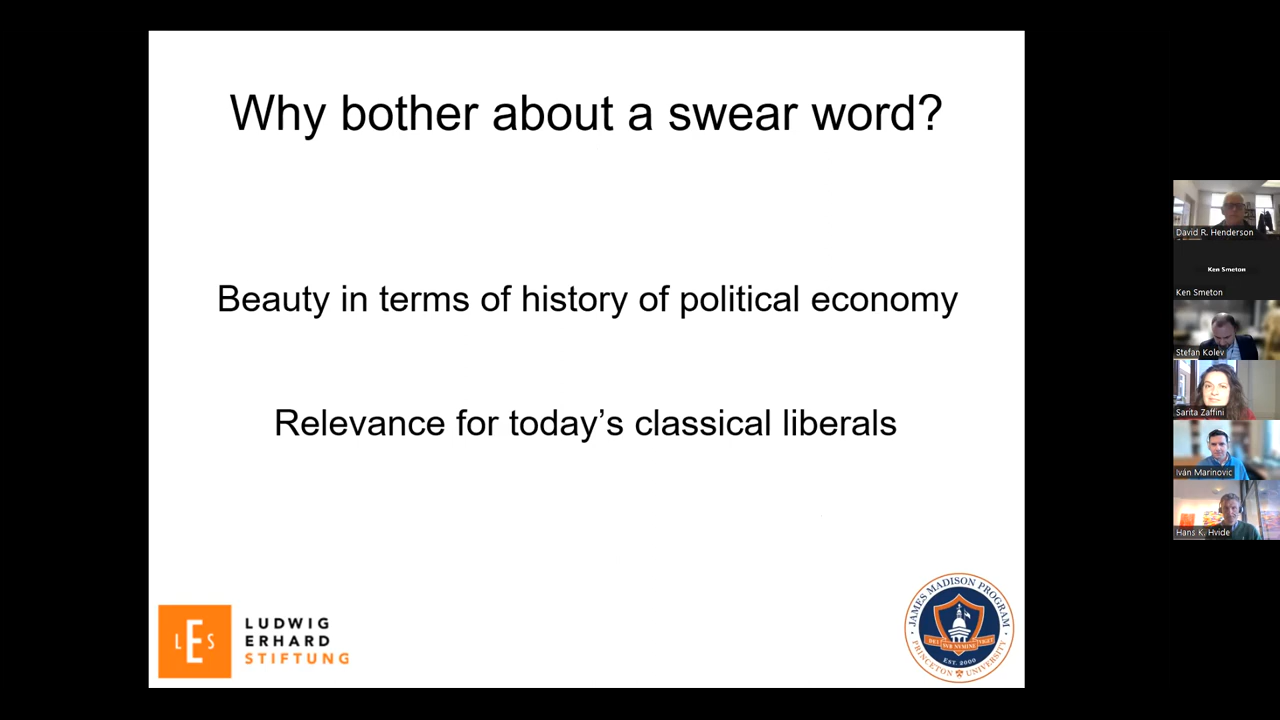 Why bother about a swear word?
Beauty in terms of history of political economy
Relevance for today's classical liberals
LES
LUDWIG
ERHARD
STIFTUNG
JAMES MADISON PROGRAM
EST. 2000
PRINCETON UNIVERSITY
David R. Henderson
Ken Smeton
Ken Smeton
Stefan Kolev
Sarita Zaffini
Iván Marinovic
Hans K. Hvide